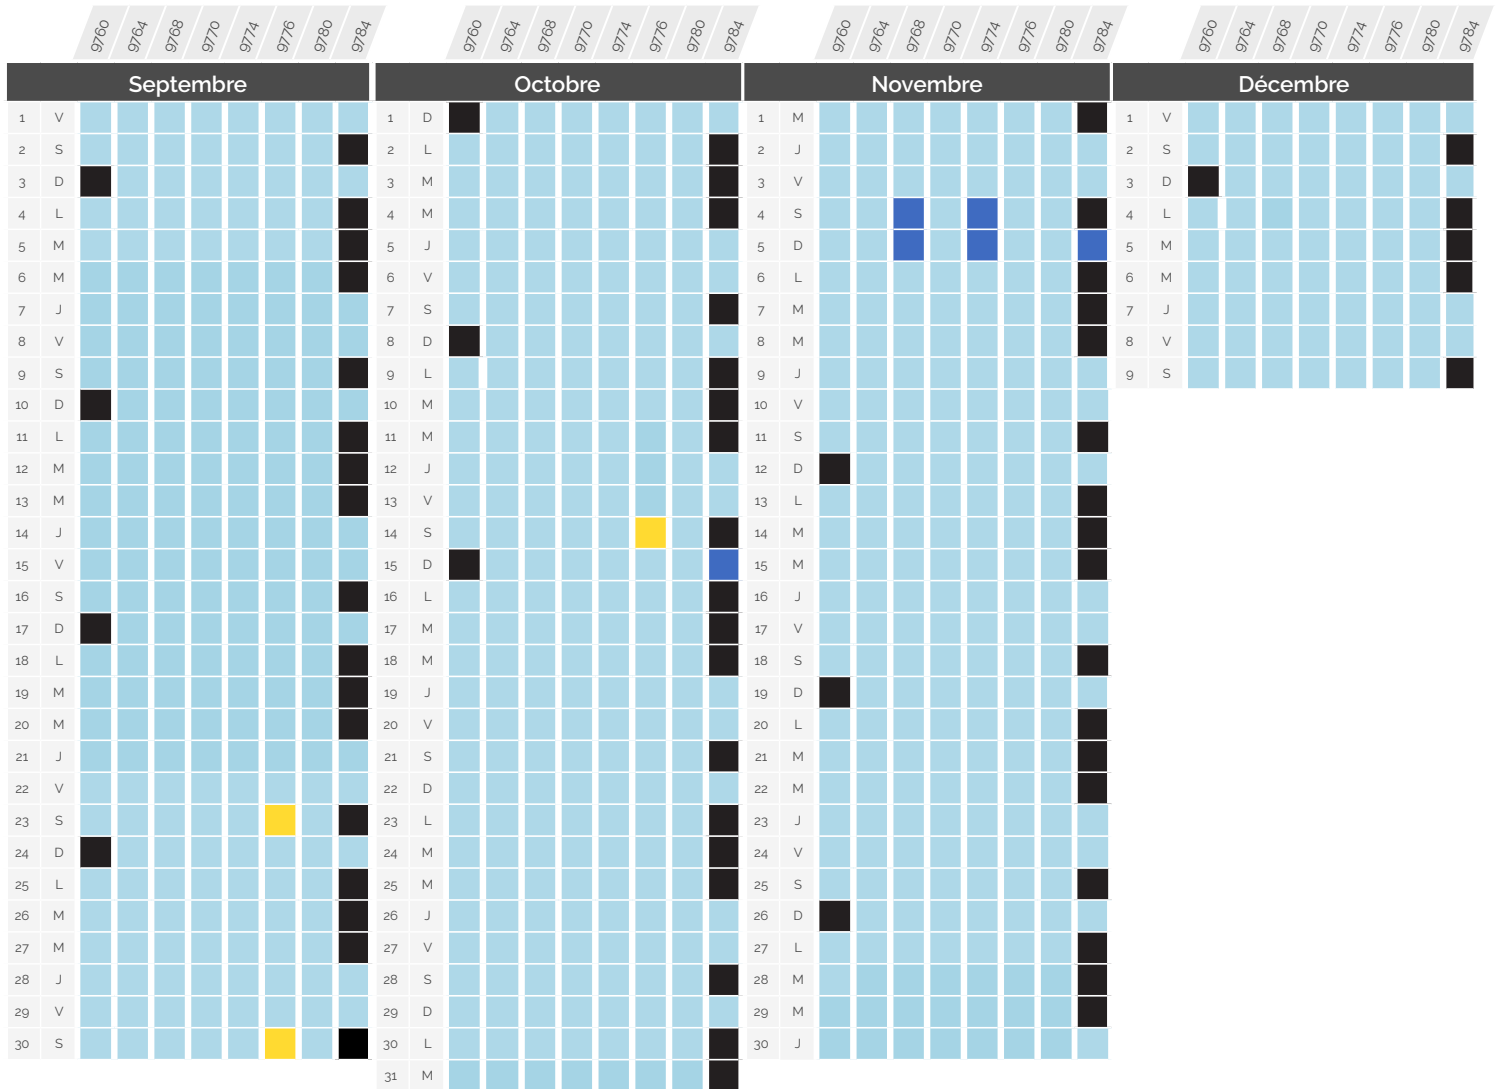 9760 9764 9768 9770 9774 9776 9780 9784 9760 9764 9768 9770 9774 9776 9780 9784 9760 9764 9768 9770 9774 9776 9780 9784 9760 9764 9768 9770 9774 9776 9780 9784
Septembre Octobre Novembre Décembre
1 V 1 D 1 M 1 V
2 S 2 L 2 J 2 S
3 D 3 M 3 V 3 D
4 L 4 M 4 S 4 L
5 M 5 J 5 D 5 M
6 M 6 V 6 L 6 M
7 J 7 S 7 M 7 J
8 V 8 D 8 M 8 V
9 S 9 L 9 J 9 S
10 D 10 M 10 V
11 L 11 M 11 S
12 M 12 J 12 D
13 M 13 V 13 L
14 J 14 S 14 M
15 V 15 D 15 M
16 S 16 L 16 J
17 D 17 M 17 V
18 L 18 M 18 S
19 M 19 J 19 D
20 M 20 V 20 L
21 J 21 S 21 M
22 V 22 D 22 M
23 S 23 L 23 J
24 D 24 M 24 V
25 L 25 M 25 S
26 M 26 J 26 D
27 M 27 V 27 L
28 J 28 S 28 M
29 V 29 D 29 M
30 S 30 L 30 J
31 M